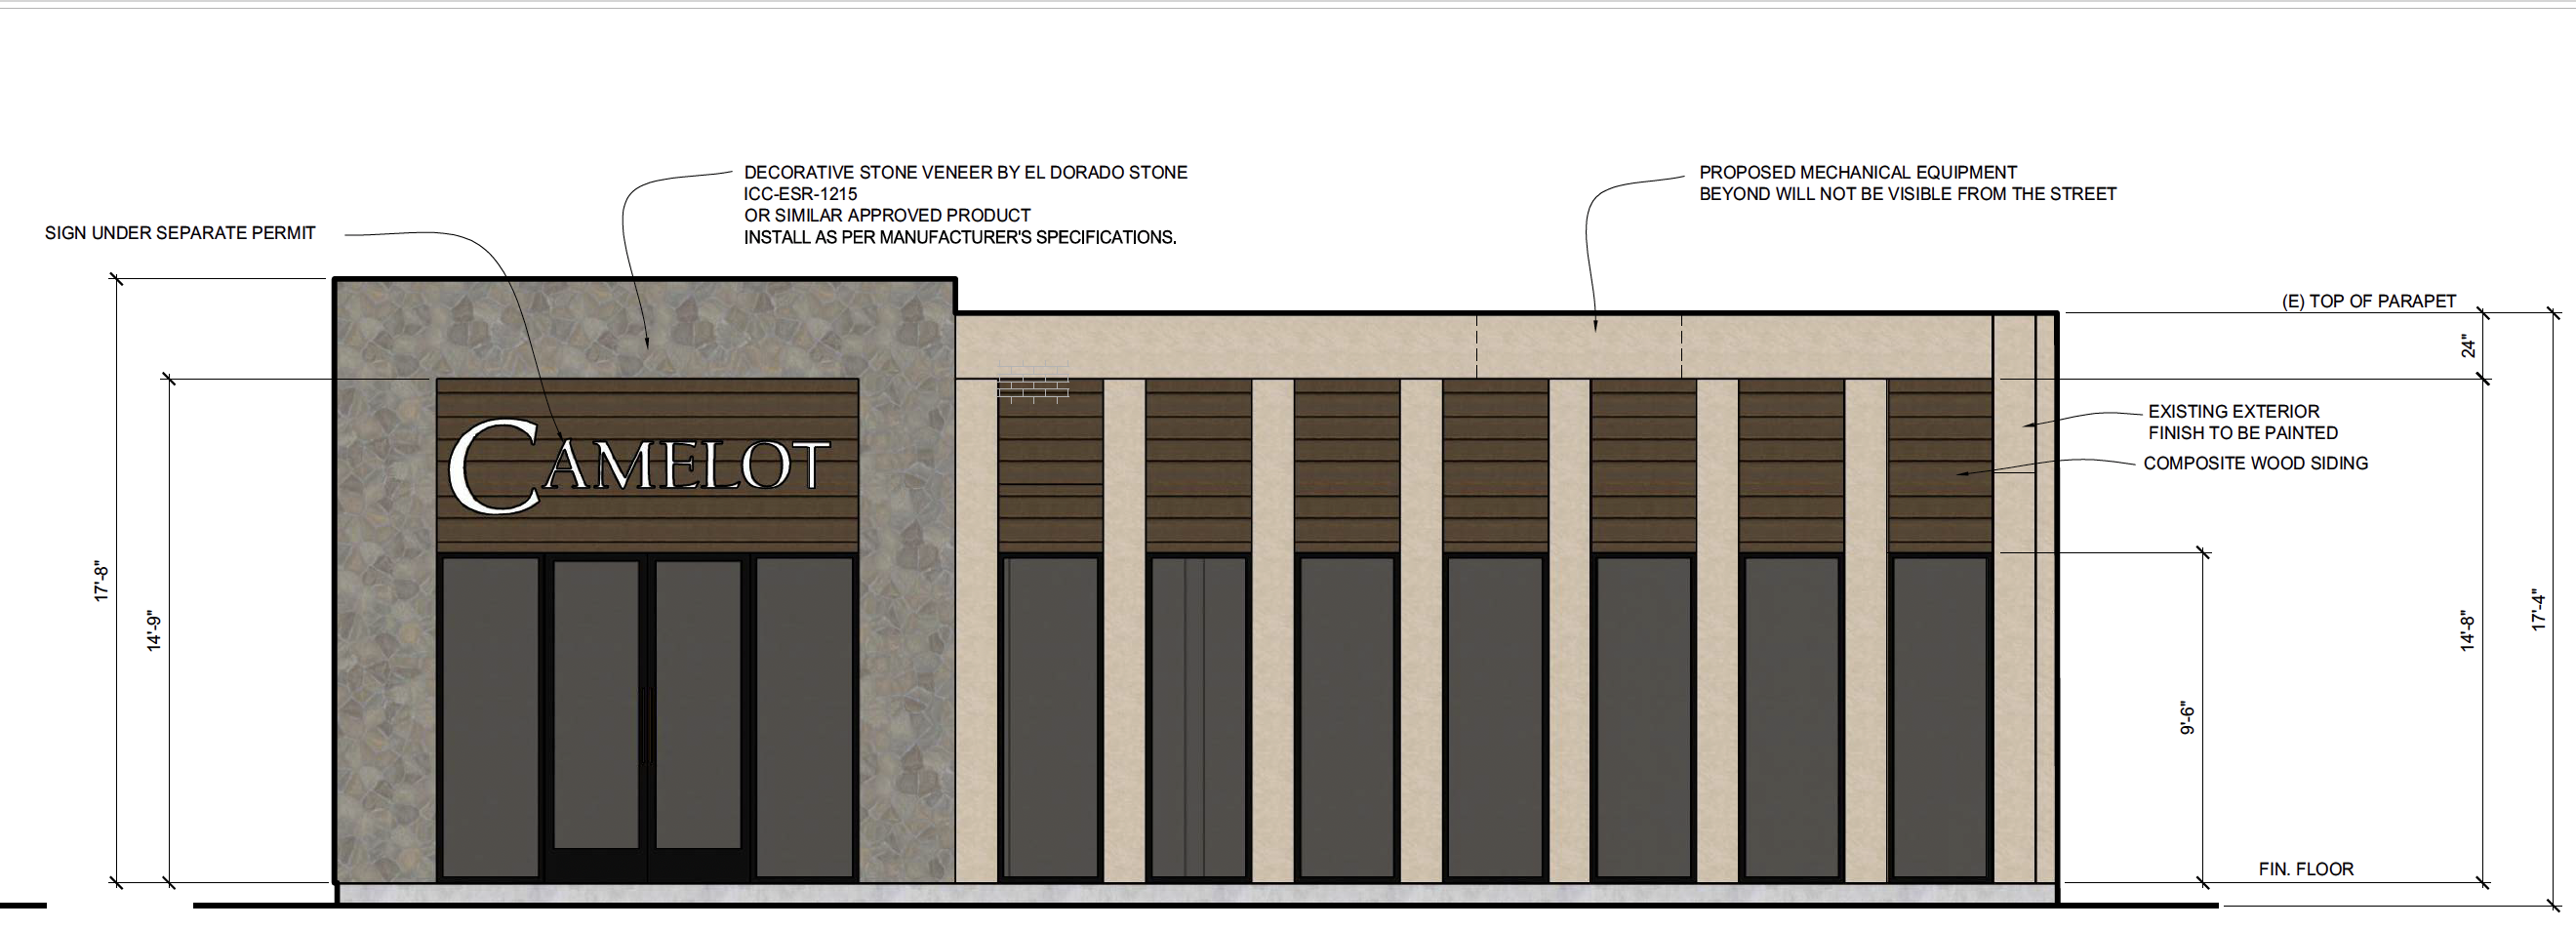 DECORATIVE STONE VENEER BY EL DORADO STONE
ICC-ESR-1215
OR SIMILAR APPROVED PRODUCT
INSTALL AS PER MANUFACTURER'S SPECIFICATIONS.
PROPOSED MECHANICAL EQUIPMENT
BEYOND WILL NOT BE VISIBLE FROM THE STREET
SIGN UNDER SEPARATE PERMIT
(E) TOP OF PARAPET
24"
EXISTING EXTERIOR
FINISH TO BE PAINTED
COMPOSITE WOOD SIDING
CAMELOT
17'-8"
14'-9"
9'-6"
14'-8"
17'-4"
FIN. FLOOR